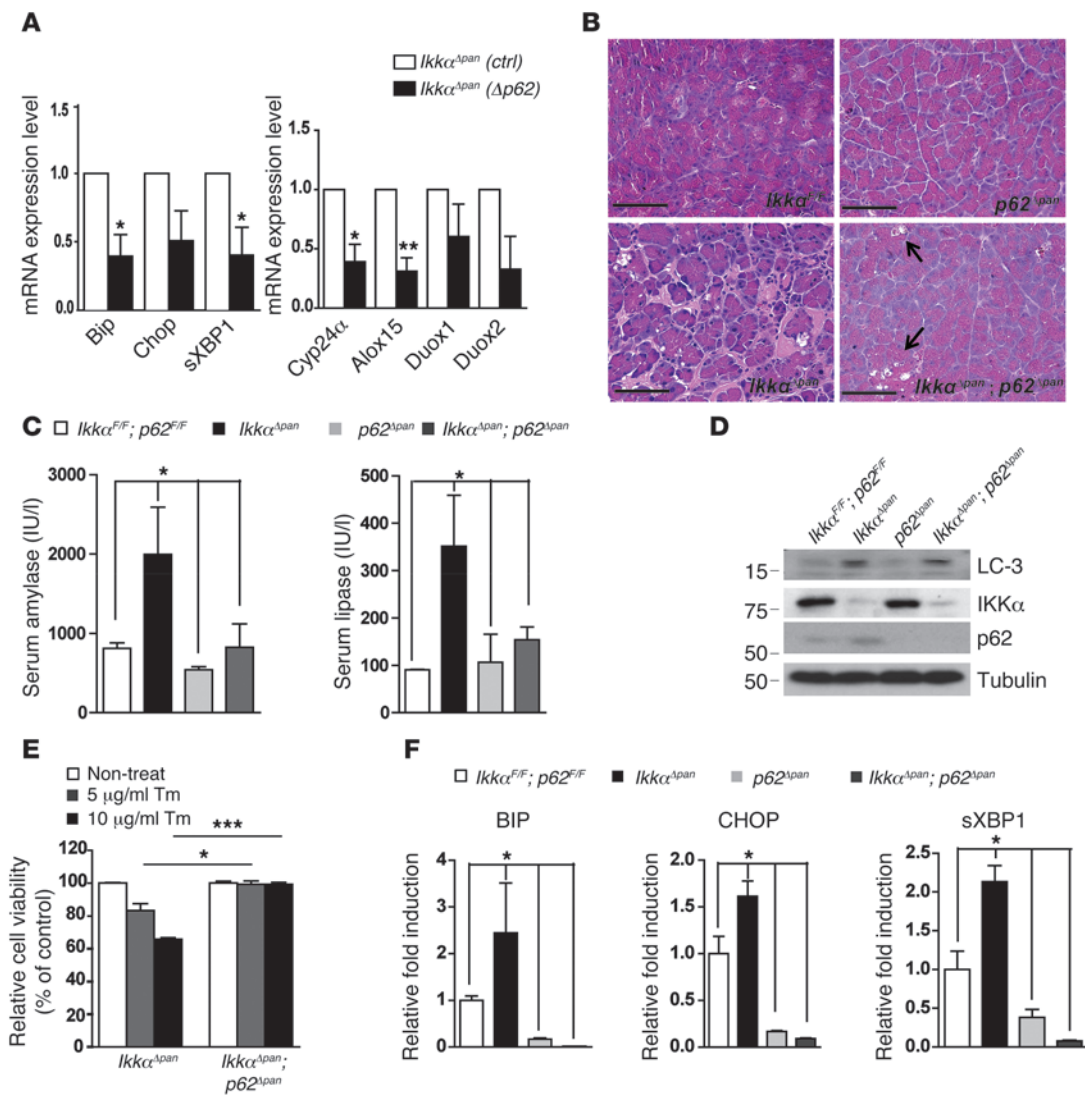 A
Ikkα^Δpan (ctrl)
Ikkα^Δpan (Δp62)
mRNA expression level
1.0
0.5
0.0
Bip
Chop
sXBP1
mRNA expression level
1.5
1.0
0.5
0.0
Cyp24α
Alox15
Duox1
Duox2
*
*
*
**
B
Ikkα^F/F
p62^Δpan
Ikkα^Δpan
Ikkα^Δpan; p62^Δpan
C
Ikkα^F/F; p62^F/F
Ikkα^Δpan
p62^Δpan
Ikkα^Δpan; p62^Δpan
Serum amylase (IU/l)
3000
2000
1000
0
*
Serum lipase (IU/l)
500
400
300
200
100
0
*
D
Ikkα^F/F; p62^F/F
Ikkα^Δpan
p62^Δpan
Ikkα^Δpan; p62^Δpan
15
LC-3
75
IKKα
50
p62
50
Tubulin
E
Non-treat
5 µg/ml Tm
10 µg/ml Tm
***
*
Relative cell viability
(% of control)
120
100
80
60
40
20
0
Ikkα^Δpan
Ikkα^Δpan;
p62^Δpan
F
Ikkα^F/F; p62^F/F
Ikkα^Δpan
p62^Δpan
Ikkα^Δpan; p62^Δpan
BIP
Relative fold induction
4
3
2
1
0
*
CHOP
Relative fold induction
2.0
1.5
1.0
0.5
0.0
*
sXBP1
Relative fold induction
2.5
2.0
1.5
1.0
0.5
0.0
*